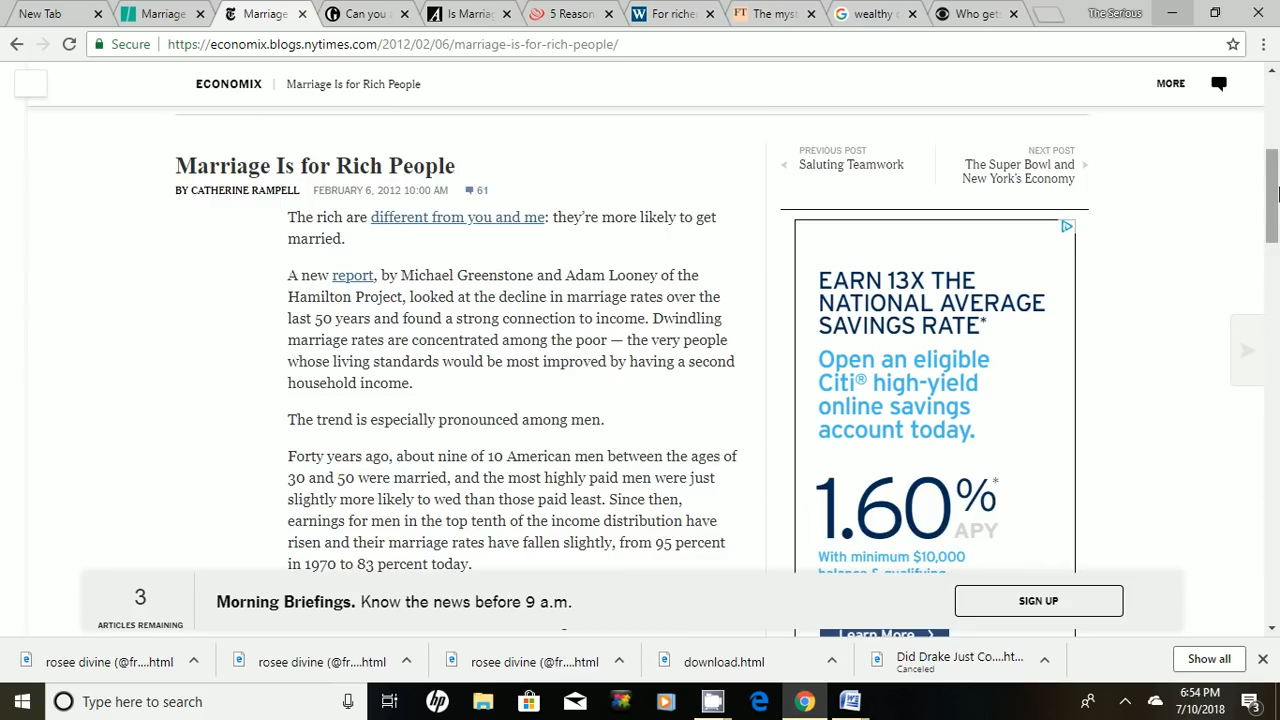 New Tab
Marriage
Marriage
Can you
Is Marria
5 Reason
For richer
The myst
wealthy
Who get
The Serious
Secure
https://economix.blogs.nytimes.com/2012/02/06/marriage-is-for-rich-people/
ECONOMIX | Marriage Is for Rich People
MORE
Marriage Is for Rich People
BY CATHERINE RAMPELL FEBRUARY 6, 2012 10:00 AM 61
The rich are different from you and me: they're more likely to get
married.
A new report, by Michael Greenstone and Adam Looney of the
Hamilton Project, looked at the decline in marriage rates over the
last 50 years and found a strong connection to income. Dwindling
marriage rates are concentrated among the poor — the very people
whose living standards would be most improved by having a second
household income.
The trend is especially pronounced among men.
Forty years ago, about nine of 10 American men between the ages of
30 and 50 were married, and the most highly paid men were just
slightly more likely to wed than those paid least. Since then,
earnings for men in the top tenth of the income distribution have
risen and their marriage rates have fallen slightly, from 95 percent
in 1970 to 83 percent today.
PREVIOUS POST
Saluting Teamwork
NEXT POST
The Super Bowl and
New York's Economy
EARN 13X THE
NATIONAL AVERAGE
SAVINGS RATE*
Open an eligible
Citi® high-yield
online savings
account today.
1.60%*
APY
With minimum $10,000
balance & qualifying
Learn More
3
ARTICLES REMAINING
Morning Briefings. Know the news before 9 a.m.
SIGN UP
rosee divine (@fr....html
rosee divine (@fr....html
rosee divine (@fr....html
download.html
Did Drake Just Co....ht...
Canceled
Show all
Type here to search
hp
6:54 PM
7/10/2018
3